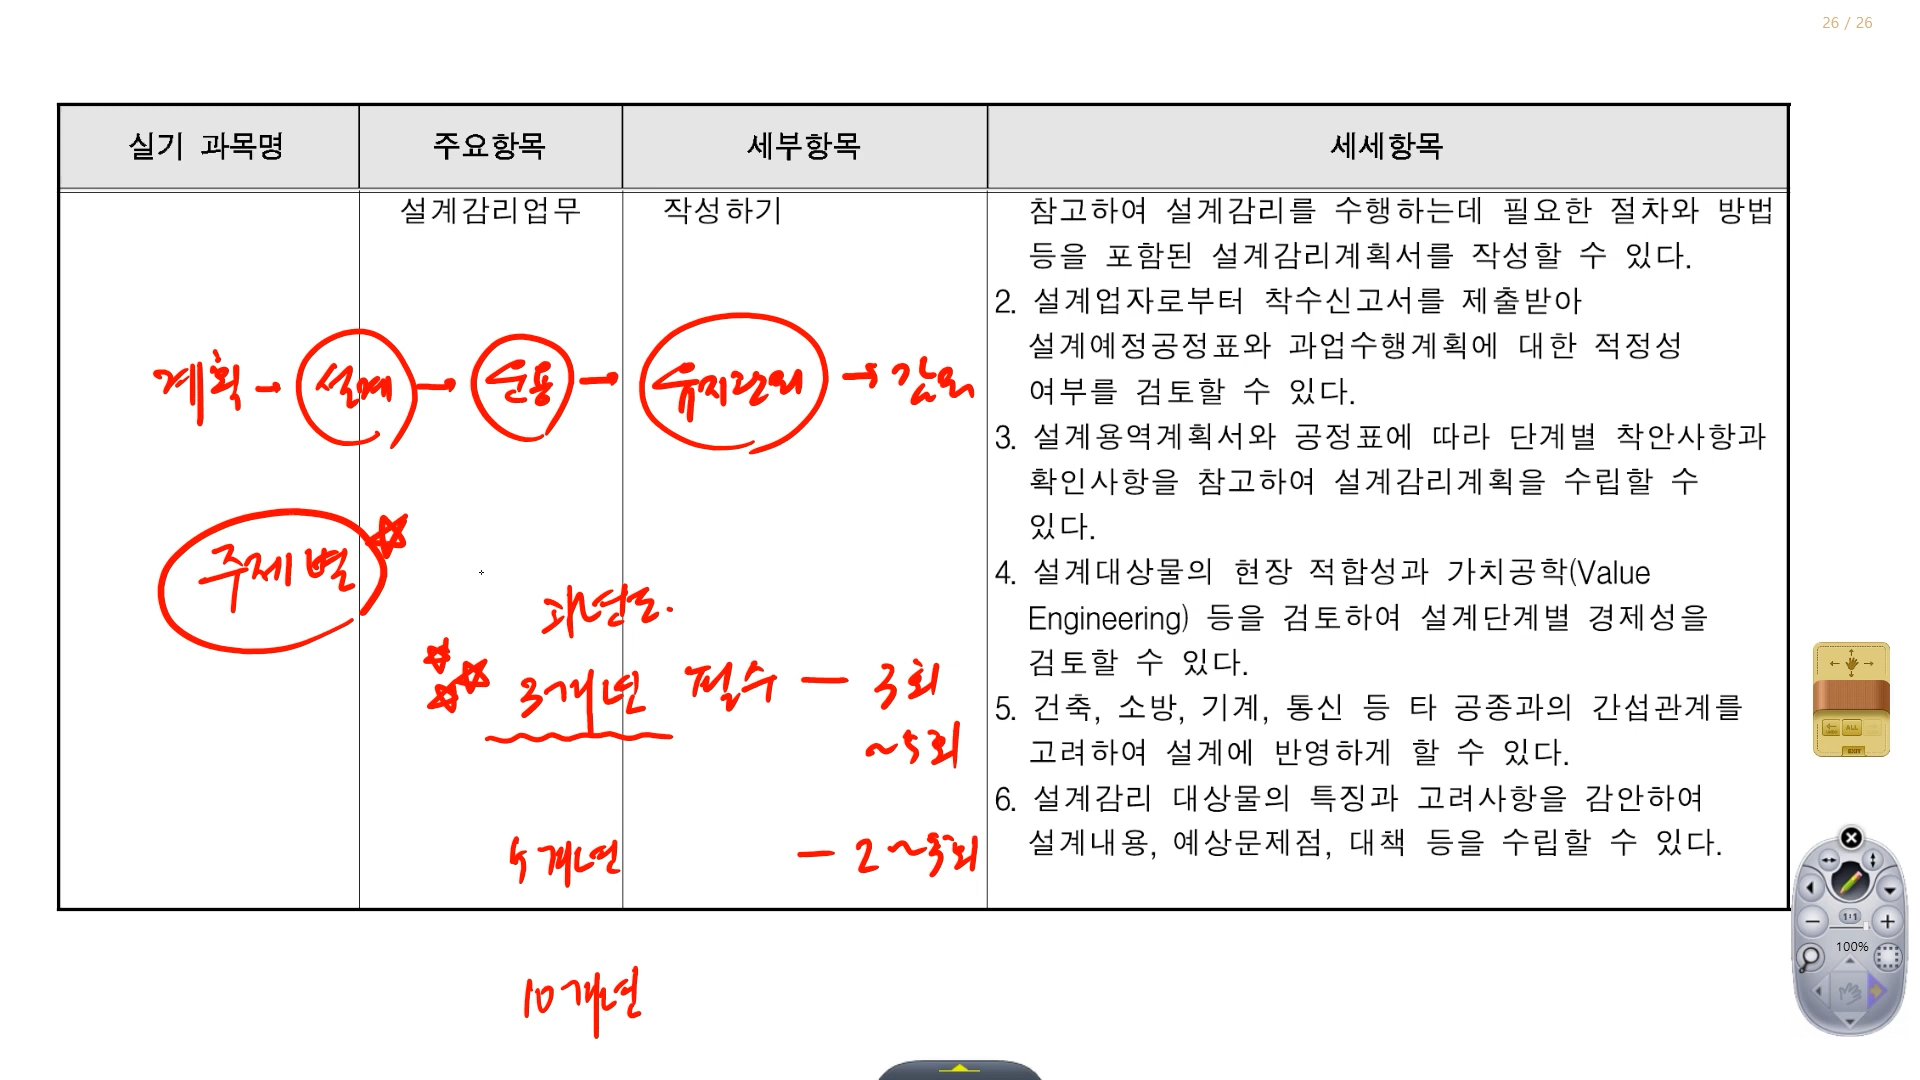 26 / 26
실기 과목명 주요항목 세부항목 세세항목
설계감리업무 작성하기 참고하여 설계감리를 수행하는데 필요한 절차와 방법
등을 포함된 설계감리계획서를 작성할 수 있다.
2. 설계업자로부터 착수신고서를 제출받아
설계예정공정표와 과업수행계획에 대한 적정성
여부를 검토할 수 있다.
3. 설계용역계획서와 공정표에 따라 단계별 착안사항과
확인사항을 참고하여 설계감리계획을 수립할 수
있다.
4. 설계대상물의 현장 적합성과 가치공학(Value
Engineering) 등을 검토하여 설계단계별 경제성을
검토할 수 있다.
5. 건축, 소방, 기계, 통신 등 타 공종과의 간섭관계를
고려하여 설계에 반영하게 할 수 있다.
6. 설계감리 대상물의 특징과 고려사항을 감안하여
설계내용, 예상문제점, 대책 등을 수립할 수 있다.
계획 → 설계 → 운용 → 유지관리 → 감리
주제별
과년도.
3개년 필수 — 3회
~5회
5개년 — 2~3회
10개년
1:1
100%
ALL
EXIT